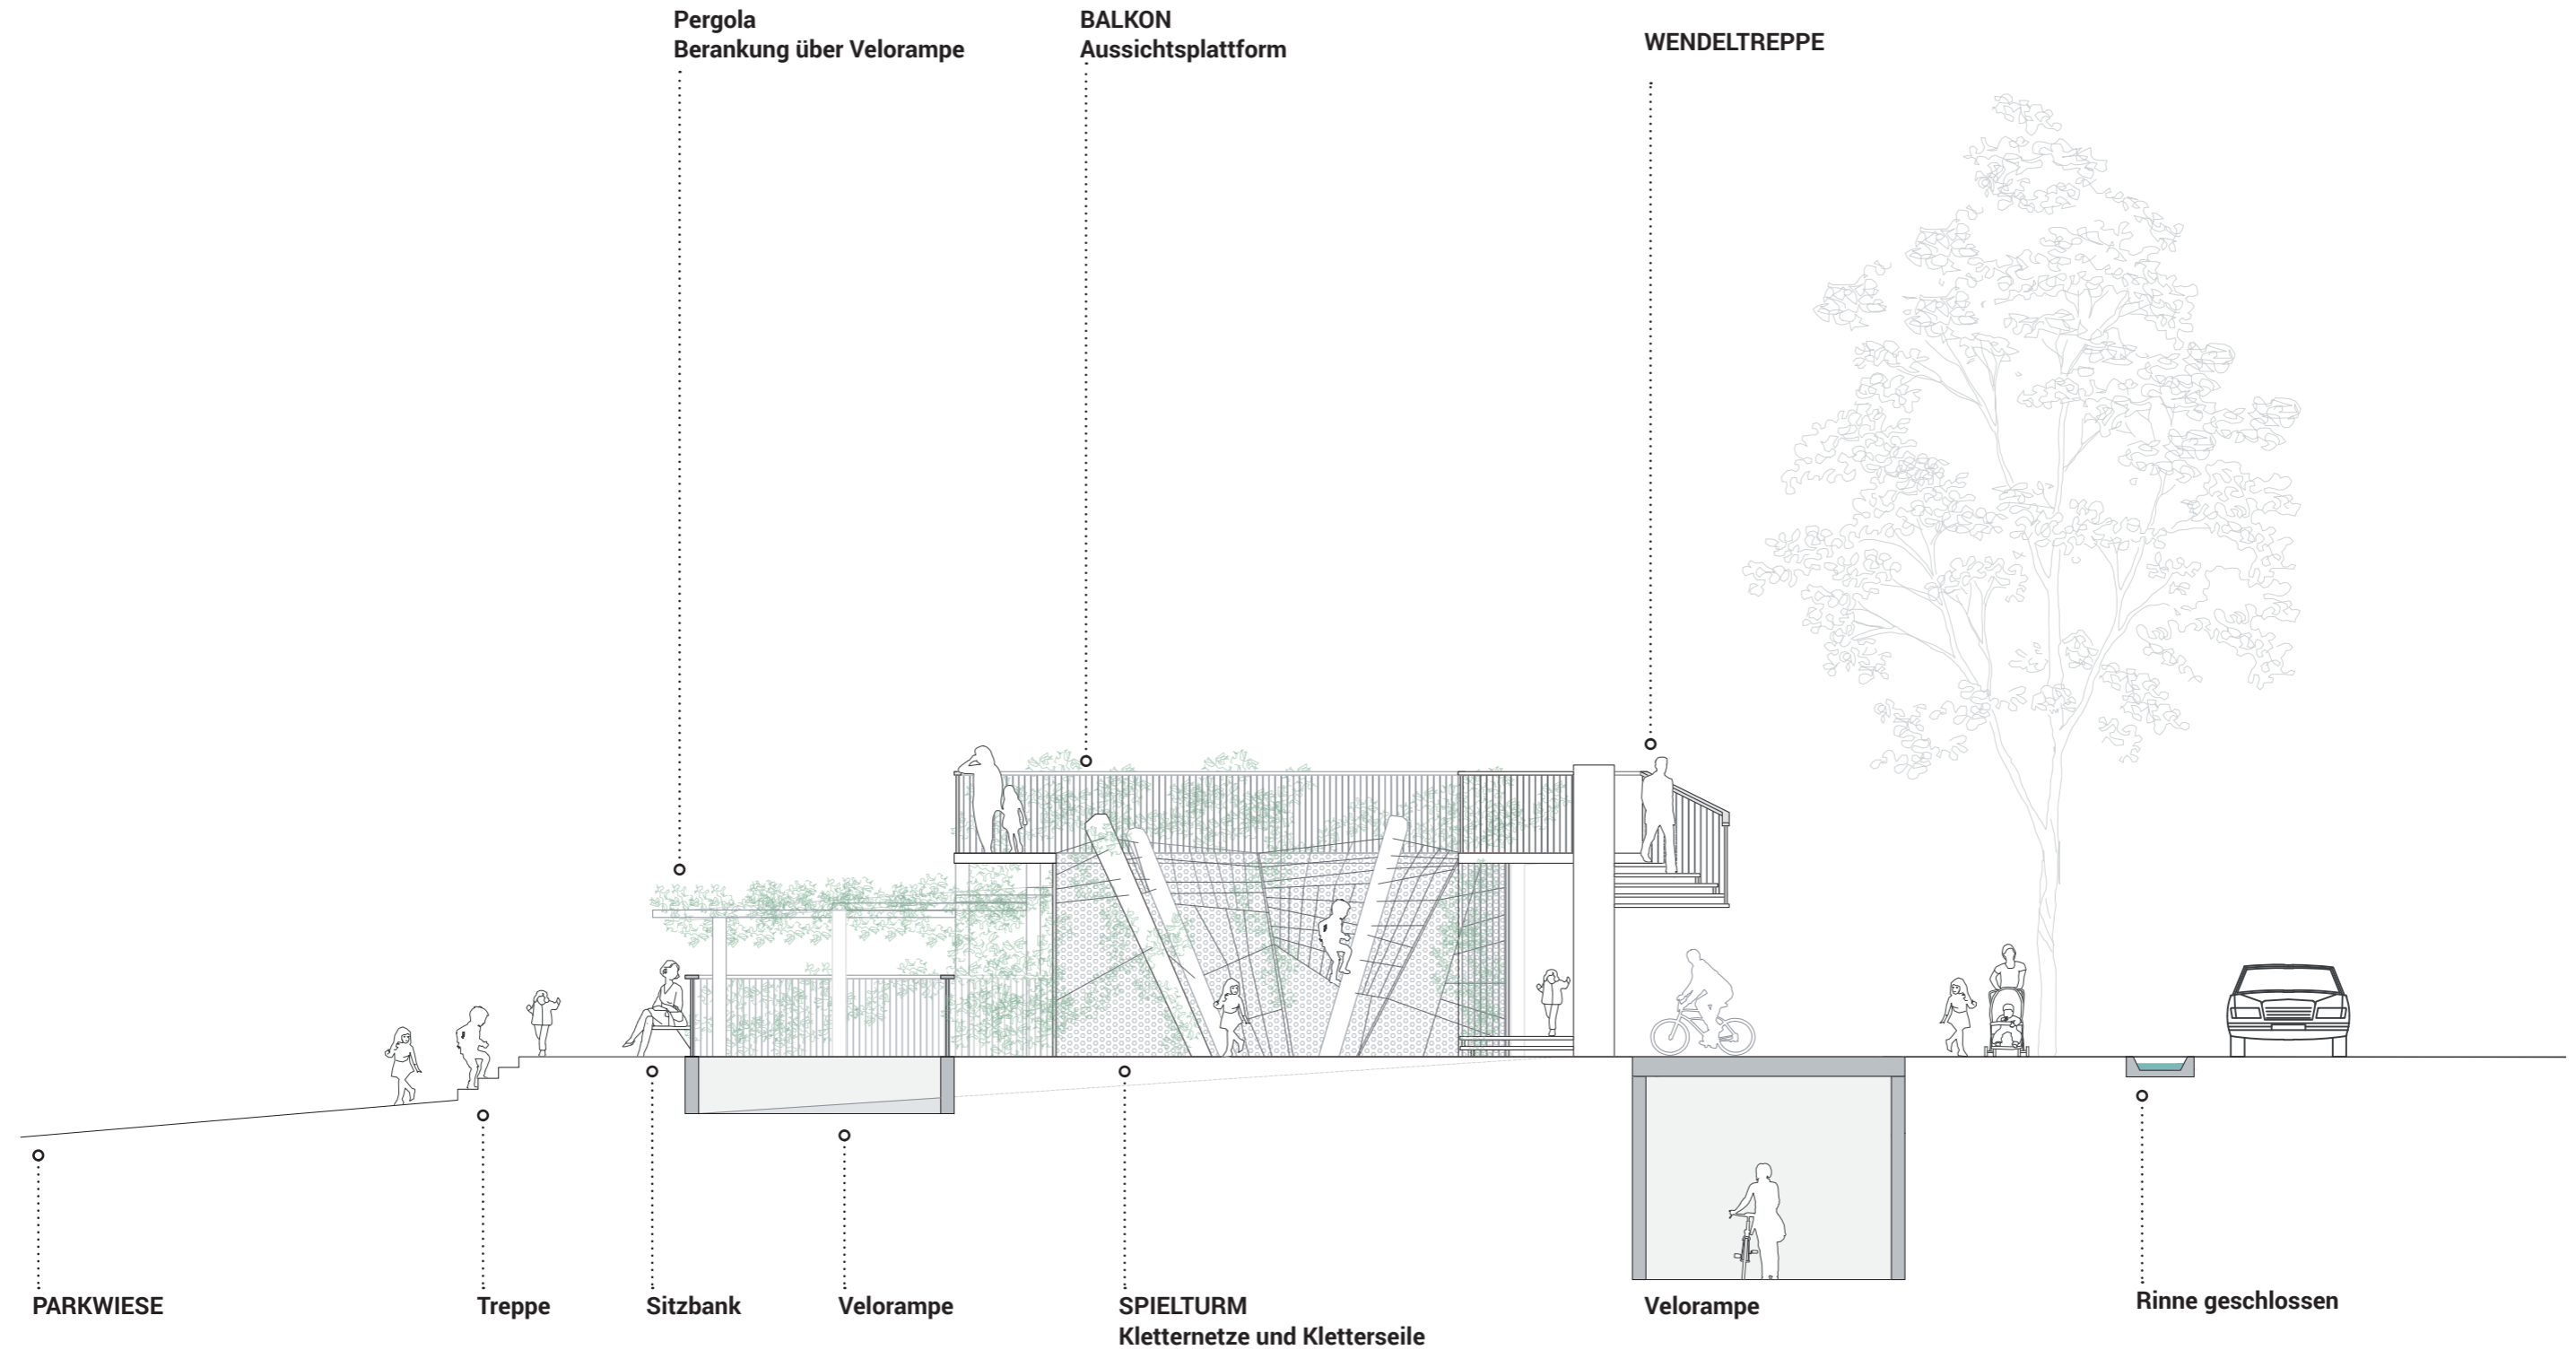 Pergola
Berankung über Velorampe
BALKON
Aussichtsplattform
WENDELTREPPE
PARKWIESE
Treppe
Sitzbank
Velorampe
SPIELTURM
Kletternetze und Kletterseile
Velorampe
Rinne geschlossen